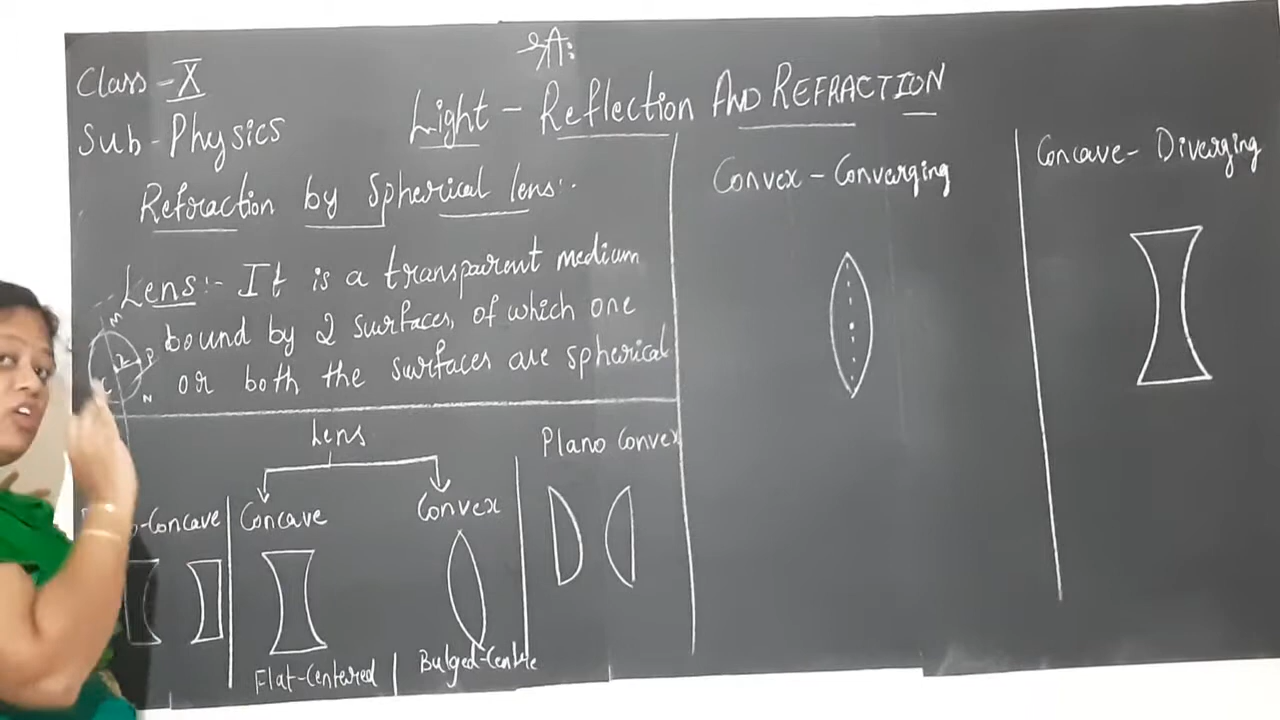 Class - X
Sub - Physics
Light - Reflection AND REFRACTION
Refraction by Spherical lens:-
Lens:- It is a transparent medium
bound by 2 surfaces, of which one
or both the surfaces are spherical
M
P
N
Lens
-Concave
Concave
Convex
Plano Convex
Flat-Centered
Bulged-Centre
Convex - Converging
Concave - Diverging